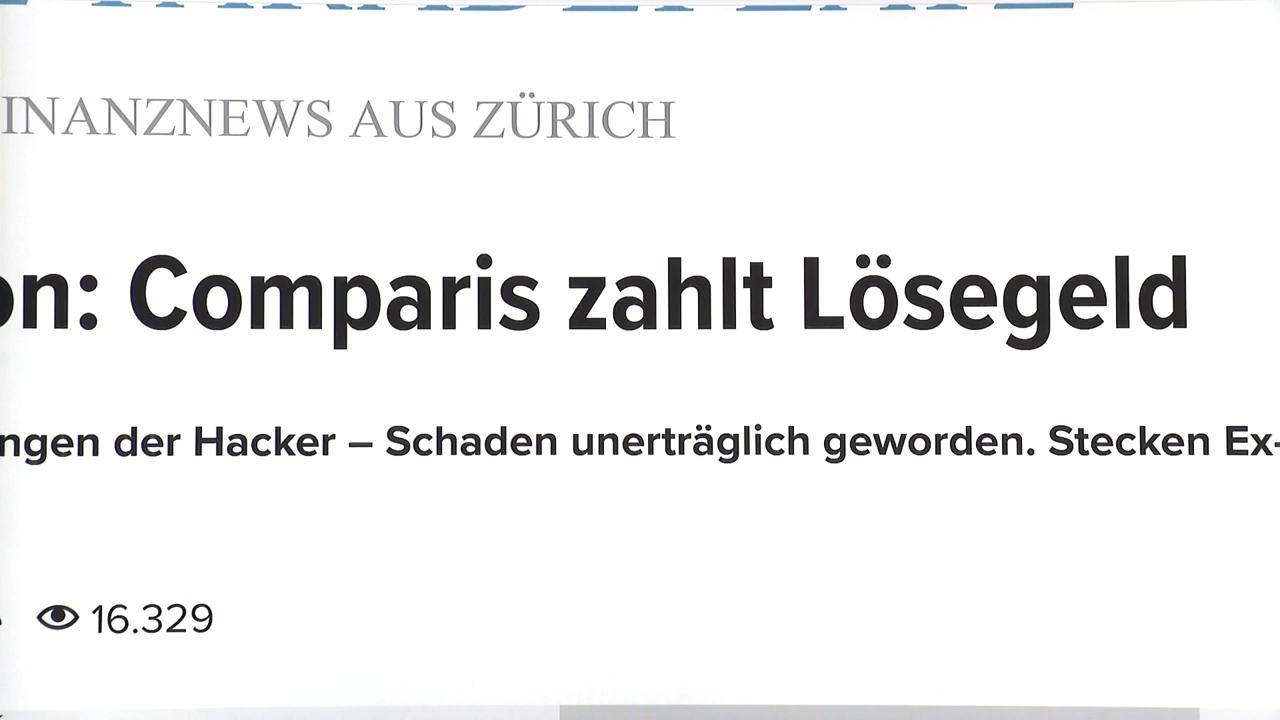 INANZNEWS AUS ZÜRICH
on: Comparis zahlt Lösegeld
ngen der Hacker – Schaden unerträglich geworden. Stecken Ex-
16.329